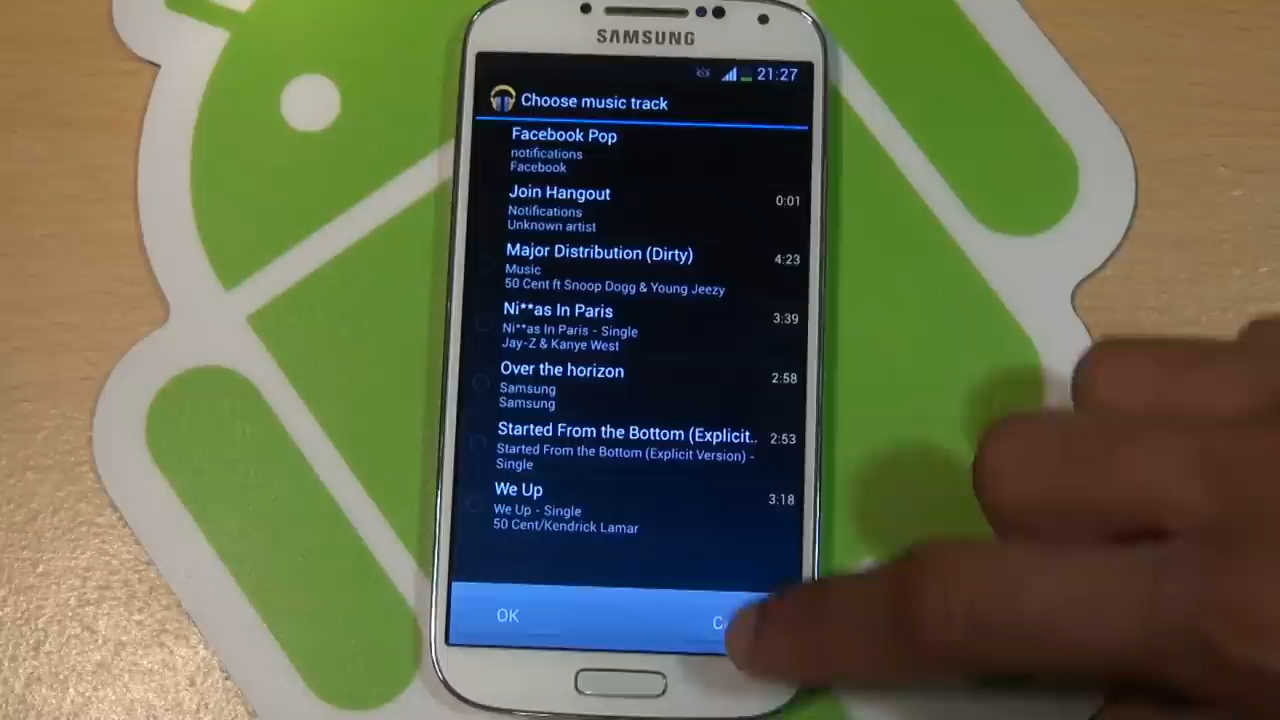 SAMSUNG
21:27
Choose music track
Facebook Pop
notifications
Facebook
Join Hangout
0:01
Notifications
Unknown artist
Major Distribution (Dirty)
4:23
Music
50 Cent ft Snoop Dogg & Young Jeezy
Ni**as In Paris
3:39
Ni**as In Paris - Single
Jay-Z & Kanye West
Over the horizon
2:58
Samsung
Samsung
Started From the Bottom (Explicit..
2:53
Started From the Bottom (Explicit Version) -
Single
We Up
3:18
We Up - Single
50 Cent/Kendrick Lamar
OK